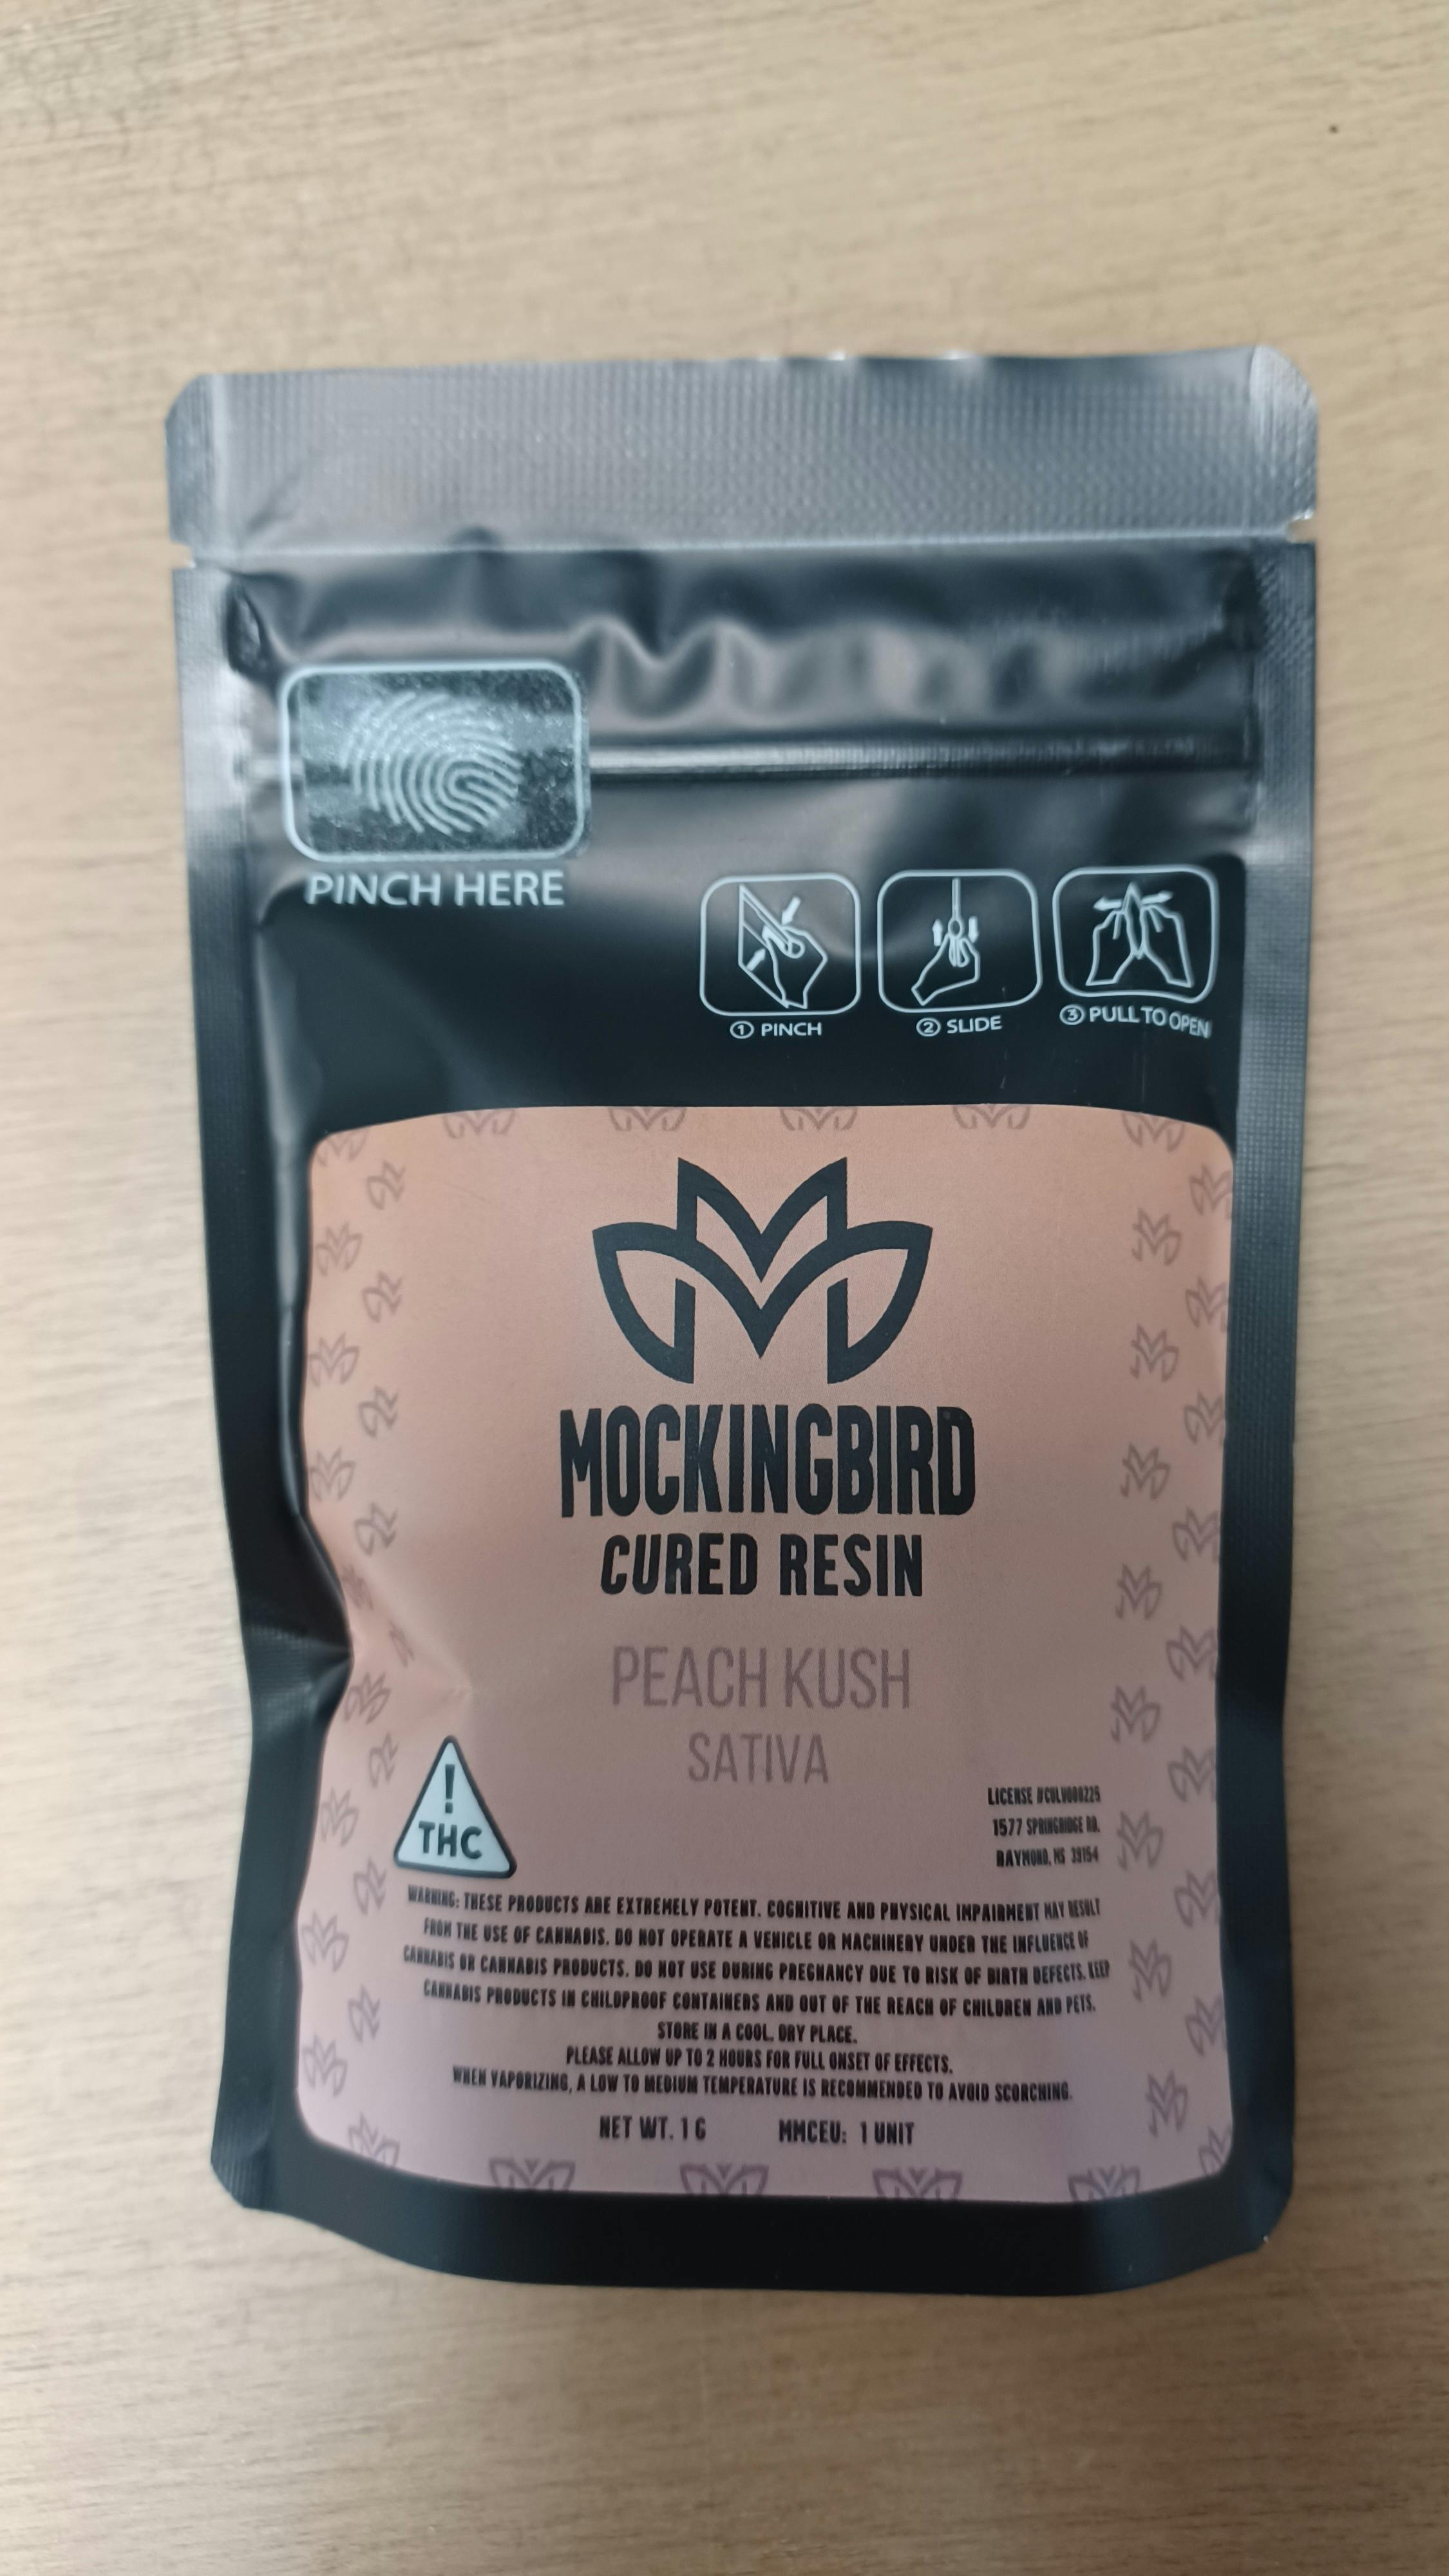 PINCH HERE
① PINCH
② SLIDE
③ PULL TO OPEN
MOCKINGBIRD
CURED RESIN
PEACH KUSH
SATIVA
!
THC
LICENSE #CULV000225
1577 SPRINGRIDGE RD.
RAYMOND, MS 39154
WARNING: THESE PRODUCTS ARE EXTREMELY POTENT. COGNITIVE AND PHYSICAL IMPAIRMENT MAY RESULT
FROM THE USE OF CANNABIS. DO NOT OPERATE A VEHICLE OR MACHINERY UNDER THE INFLUENCE OF
CANNABIS OR CANNABIS PRODUCTS. DO NOT USE DURING PREGNANCY DUE TO RISK OF BIRTH DEFECTS. KEEP
CANNABIS PRODUCTS IN CHILDPROOF CONTAINERS AND OUT OF THE REACH OF CHILDREN AND PETS.
STORE IN A COOL, DRY PLACE.
PLEASE ALLOW UP TO 2 HOURS FOR FULL ONSET OF EFFECTS.
WHEN VAPORIZING, A LOW TO MEDIUM TEMPERATURE IS RECOMMENDED TO AVOID SCORCHING.
NET WT. 1 G MMCEU: 1 UNIT